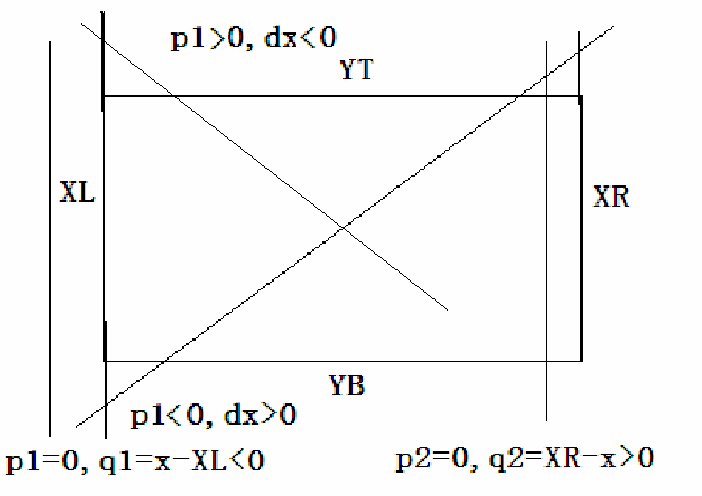 p1>0, dx<0
YT
XL
XR
YB
p1<0, dx>0
p1=0, q1=x-XL<0
p2=0, q2=XR-x>0